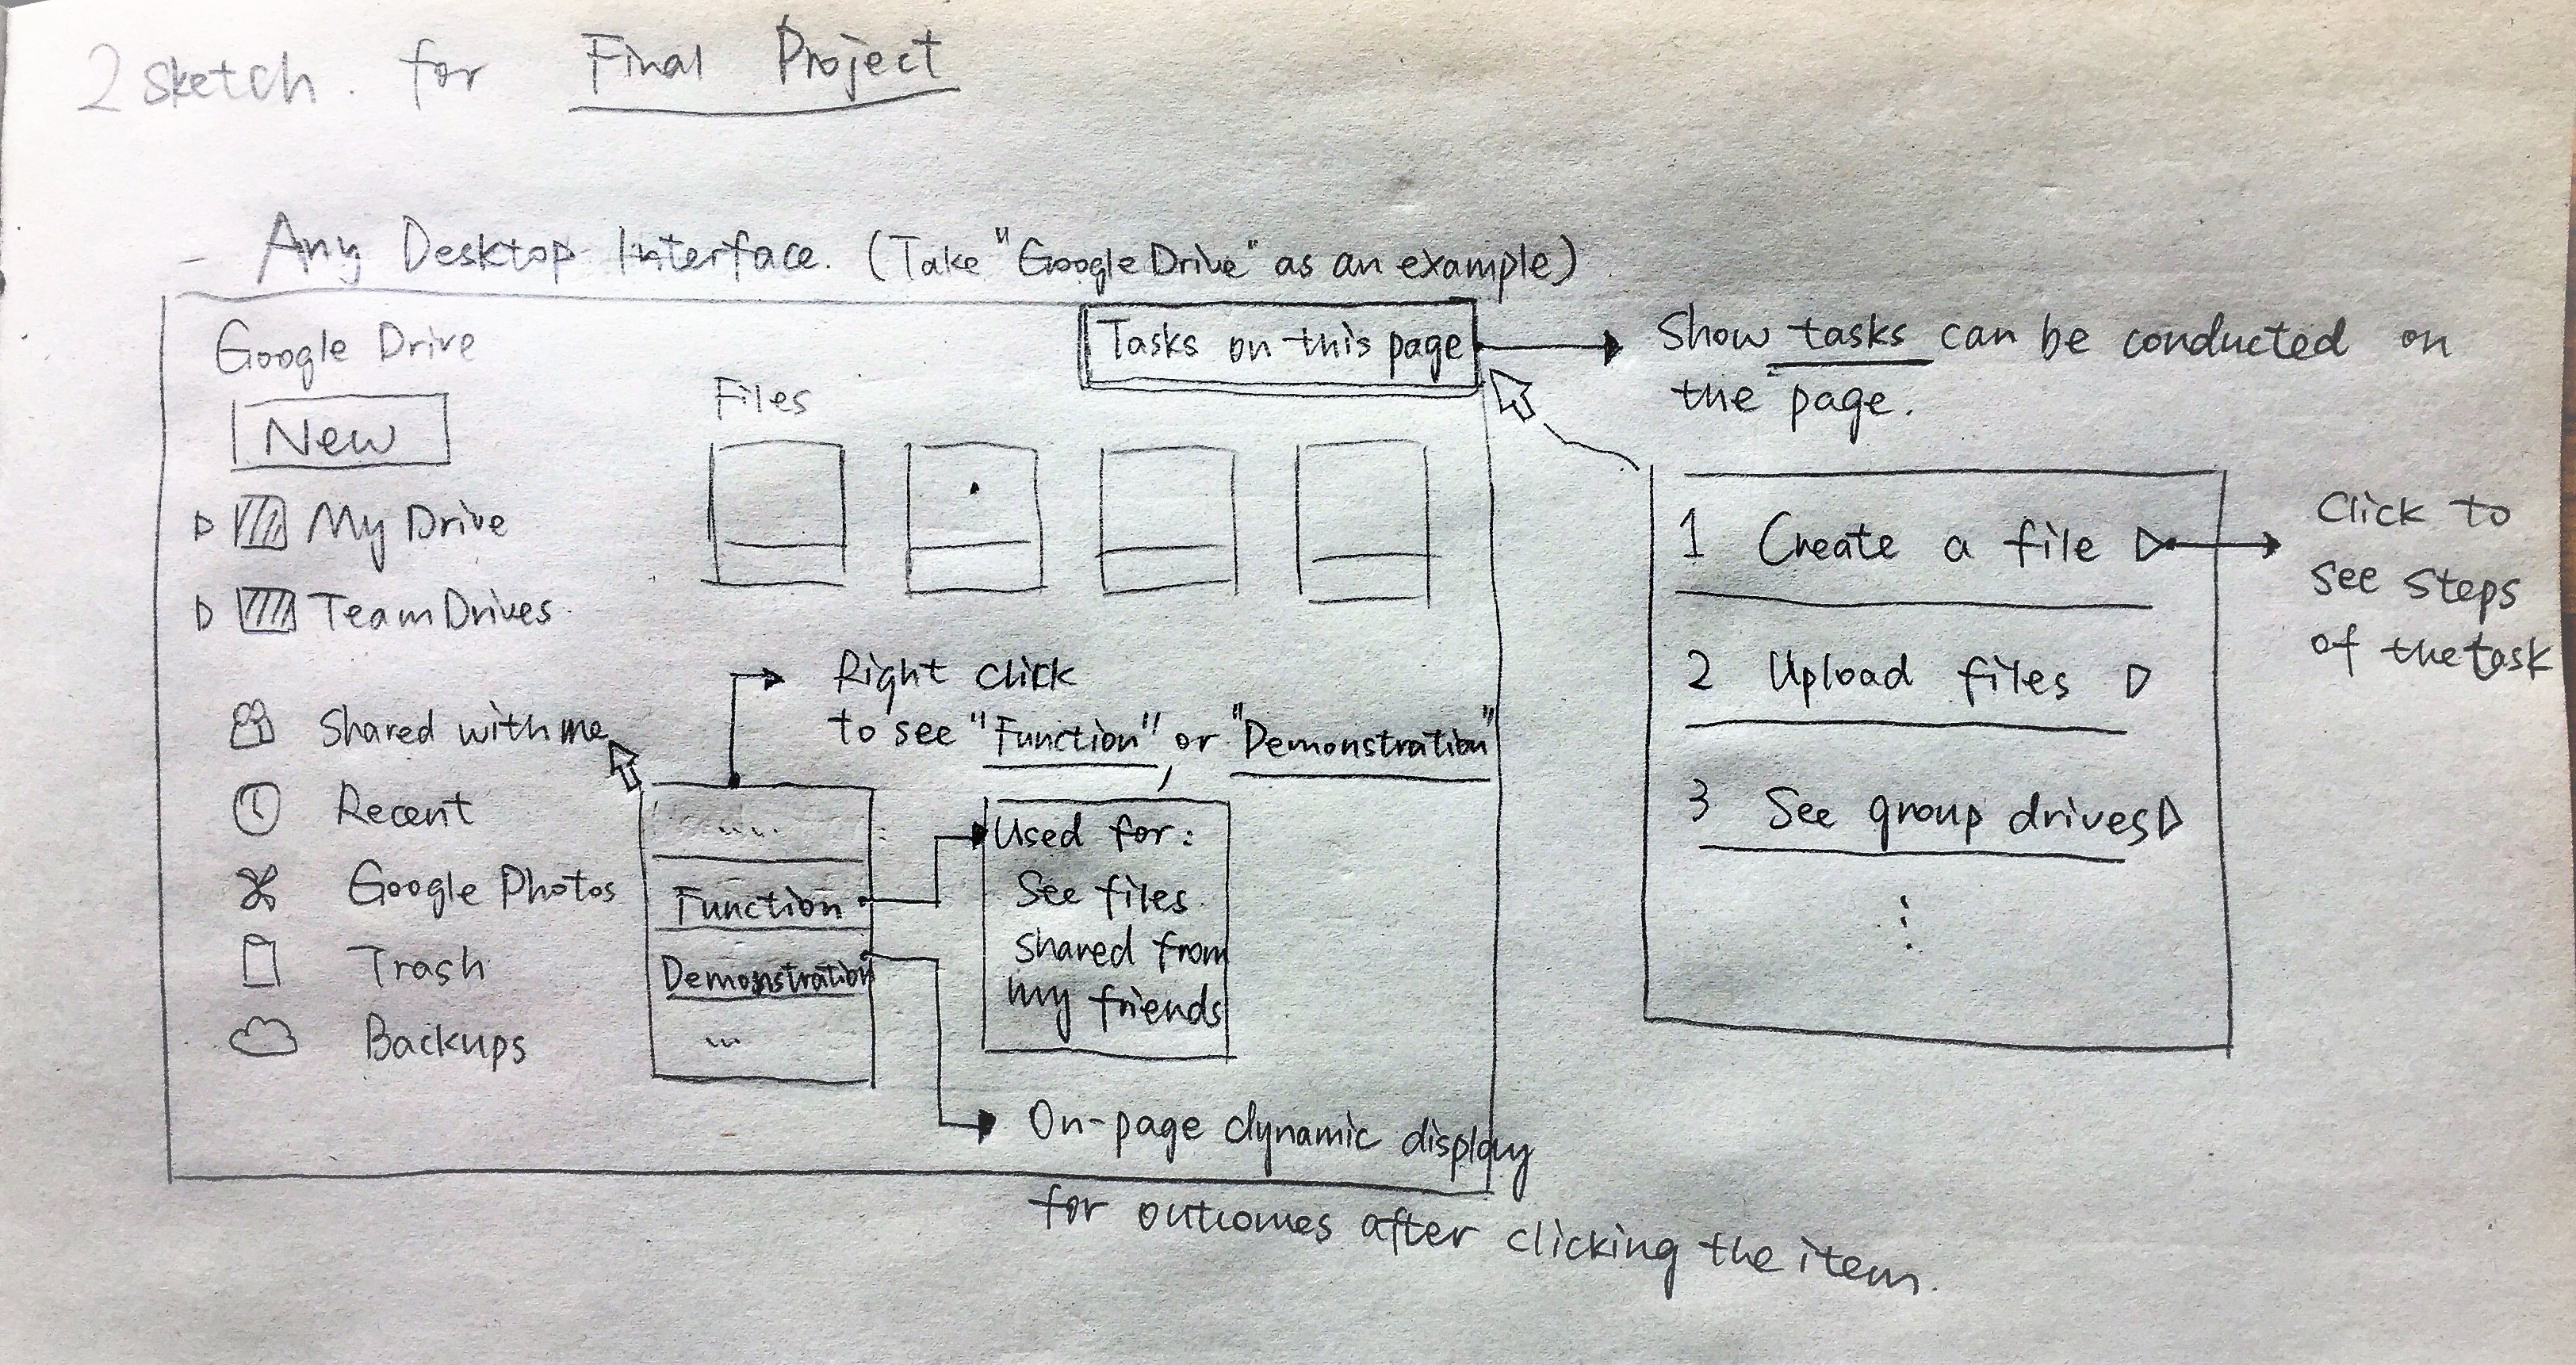 2 Sketch. for Final Project
- Any Desktop Interface. (Take "Google Drive" as an example)
Google Drive
New
My Drive
Team Drives
Shared with me
Recent
Google Photos
Trash
Backups
Files
Tasks on this page
Show tasks can be conducted on
the page.
1 Create a file
2 Upload files
3 See group drives
Click to
see steps
of the task
Right click
to see "Function" or "Demonstration"
...
Function
Demonstration
...
Used for:
See files
shared from
my friends
On-page dynamic display
for outcomes after clicking the item.